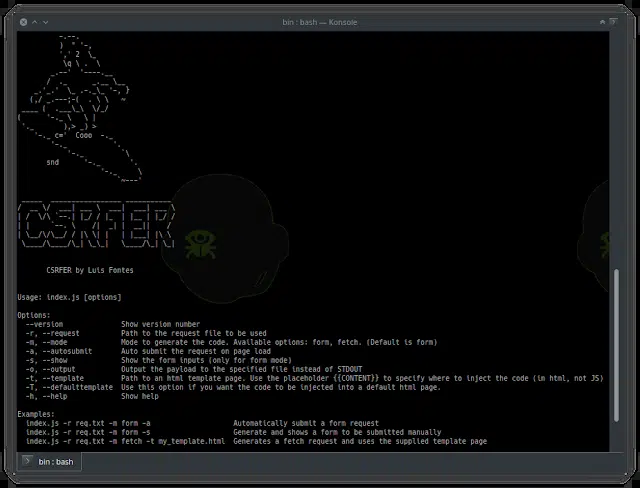 bin : bash — Konsole
Cooo
snd
CSRFER
CSRFER by Luis Fontes
Usage: index.js [options]
Options:
--version Show version number
-r, --request Path to the request file to be used
-m, --mode Mode to generate the code. Available options: form, fetch. (Default is form)
-a, --autosubmit Auto submit the request on page load
-s, --show Show the form inputs (only for form mode)
-o, --output Output the payload to the specified file instead of STDOUT
-t, --template Path to an html template page. Use the placeholder {{CONTENT}} to specify where to inject the code (in html, not JS)
-T, --defaulttemplate Use this option if you want the code to be injected into a default html page.
-h, --help Show help
Examples:
index.js -r req.txt -m form -a Automatically submit a form request
index.js -r req.txt -m form -s Generate and shows a form to be submitted manually
index.js -r req.txt -m fetch -t my_template.html Generates a fetch request and uses the supplied template page
bin : bash